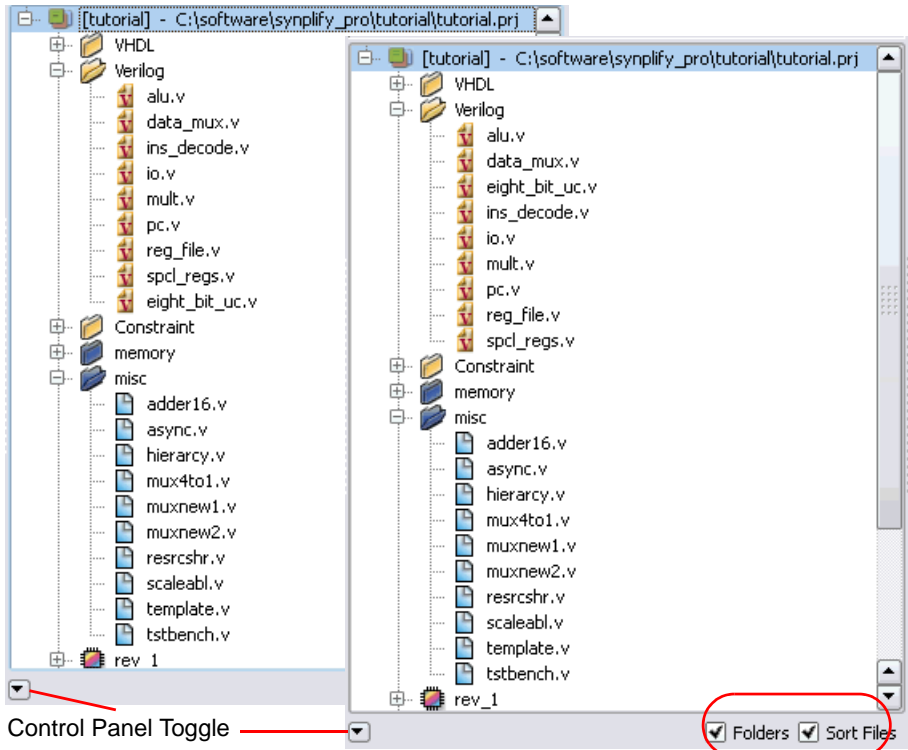 [tutorial] - C:\software\synplify_pro\tutorial\tutorial.prj
VHDL
Verilog
alu.v
data_mux.v
ins_decode.v
io.v
mult.v
pc.v
reg_file.v
spcl_regs.v
eight_bit_uc.v
Constraint
memory
misc
adder16.v
async.v
hierarcy.v
mux4to1.v
muxnew1.v
muxnew2.v
resrcshr.v
scaleabl.v
template.v
tstbench.v
rev_1
[tutorial] - C:\software\synplify_pro\tutorial\tutorial.prj
VHDL
Verilog
alu.v
data_mux.v
eight_bit_uc.v
ins_decode.v
io.v
mult.v
pc.v
reg_file.v
spcl_regs.v
Constraint
memory
misc
adder16.v
async.v
hierarcy.v
mux4to1.v
muxnew1.v
muxnew2.v
resrcshr.v
scaleabl.v
template.v
tstbench.v
rev_1
Control Panel Toggle
Folders Sort Files